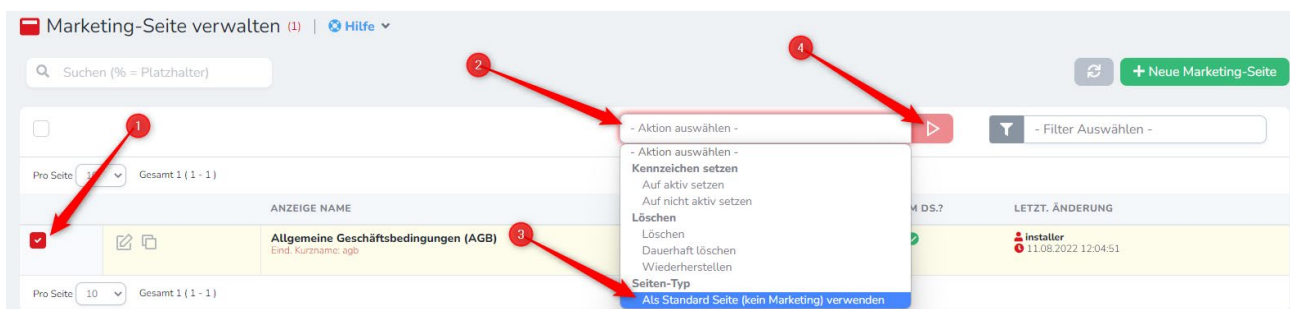 Marketing-Seite verwalten (1) | Hilfe
4
2
Suchen (% = Platzhalter)
+ Neue Marketing-Seite
1
- Aktion auswählen -
- Filter Auswählen -
- Aktion auswählen -
Kennzeichen setzen
Auf aktiv setzen
Auf nicht aktiv setzen
Löschen
Löschen
Dauerhaft löschen
Wiederherstellen
Seiten-Typ
Als Standard Seite (kein Marketing) verwenden
Pro Seite Gesamt 1 ( 1 - 1 )
ANZEIGE NAME M DS.? LETZT. ÄNDERUNG
Allgemeine Geschäftsbedingungen (AGB) 3 installer
Eind. Kurzname: agb 11.08.2022 12:04:51
Pro Seite 10 Gesamt 1 ( 1 - 1 )